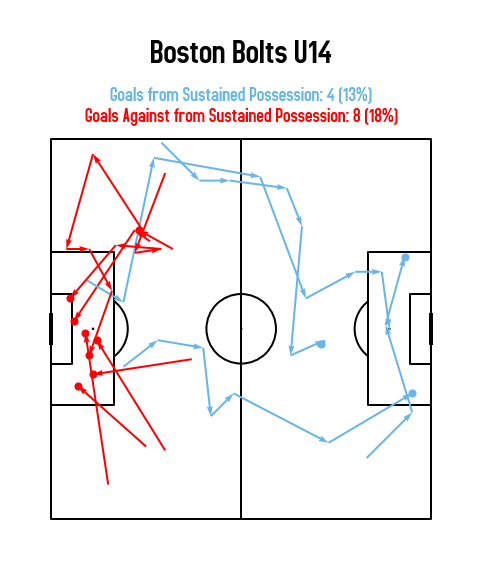 Boston Bolts U14
Goals from Sustained Possession: 4 (13%)
Goals Against from Sustained Possession: 8 (18%)